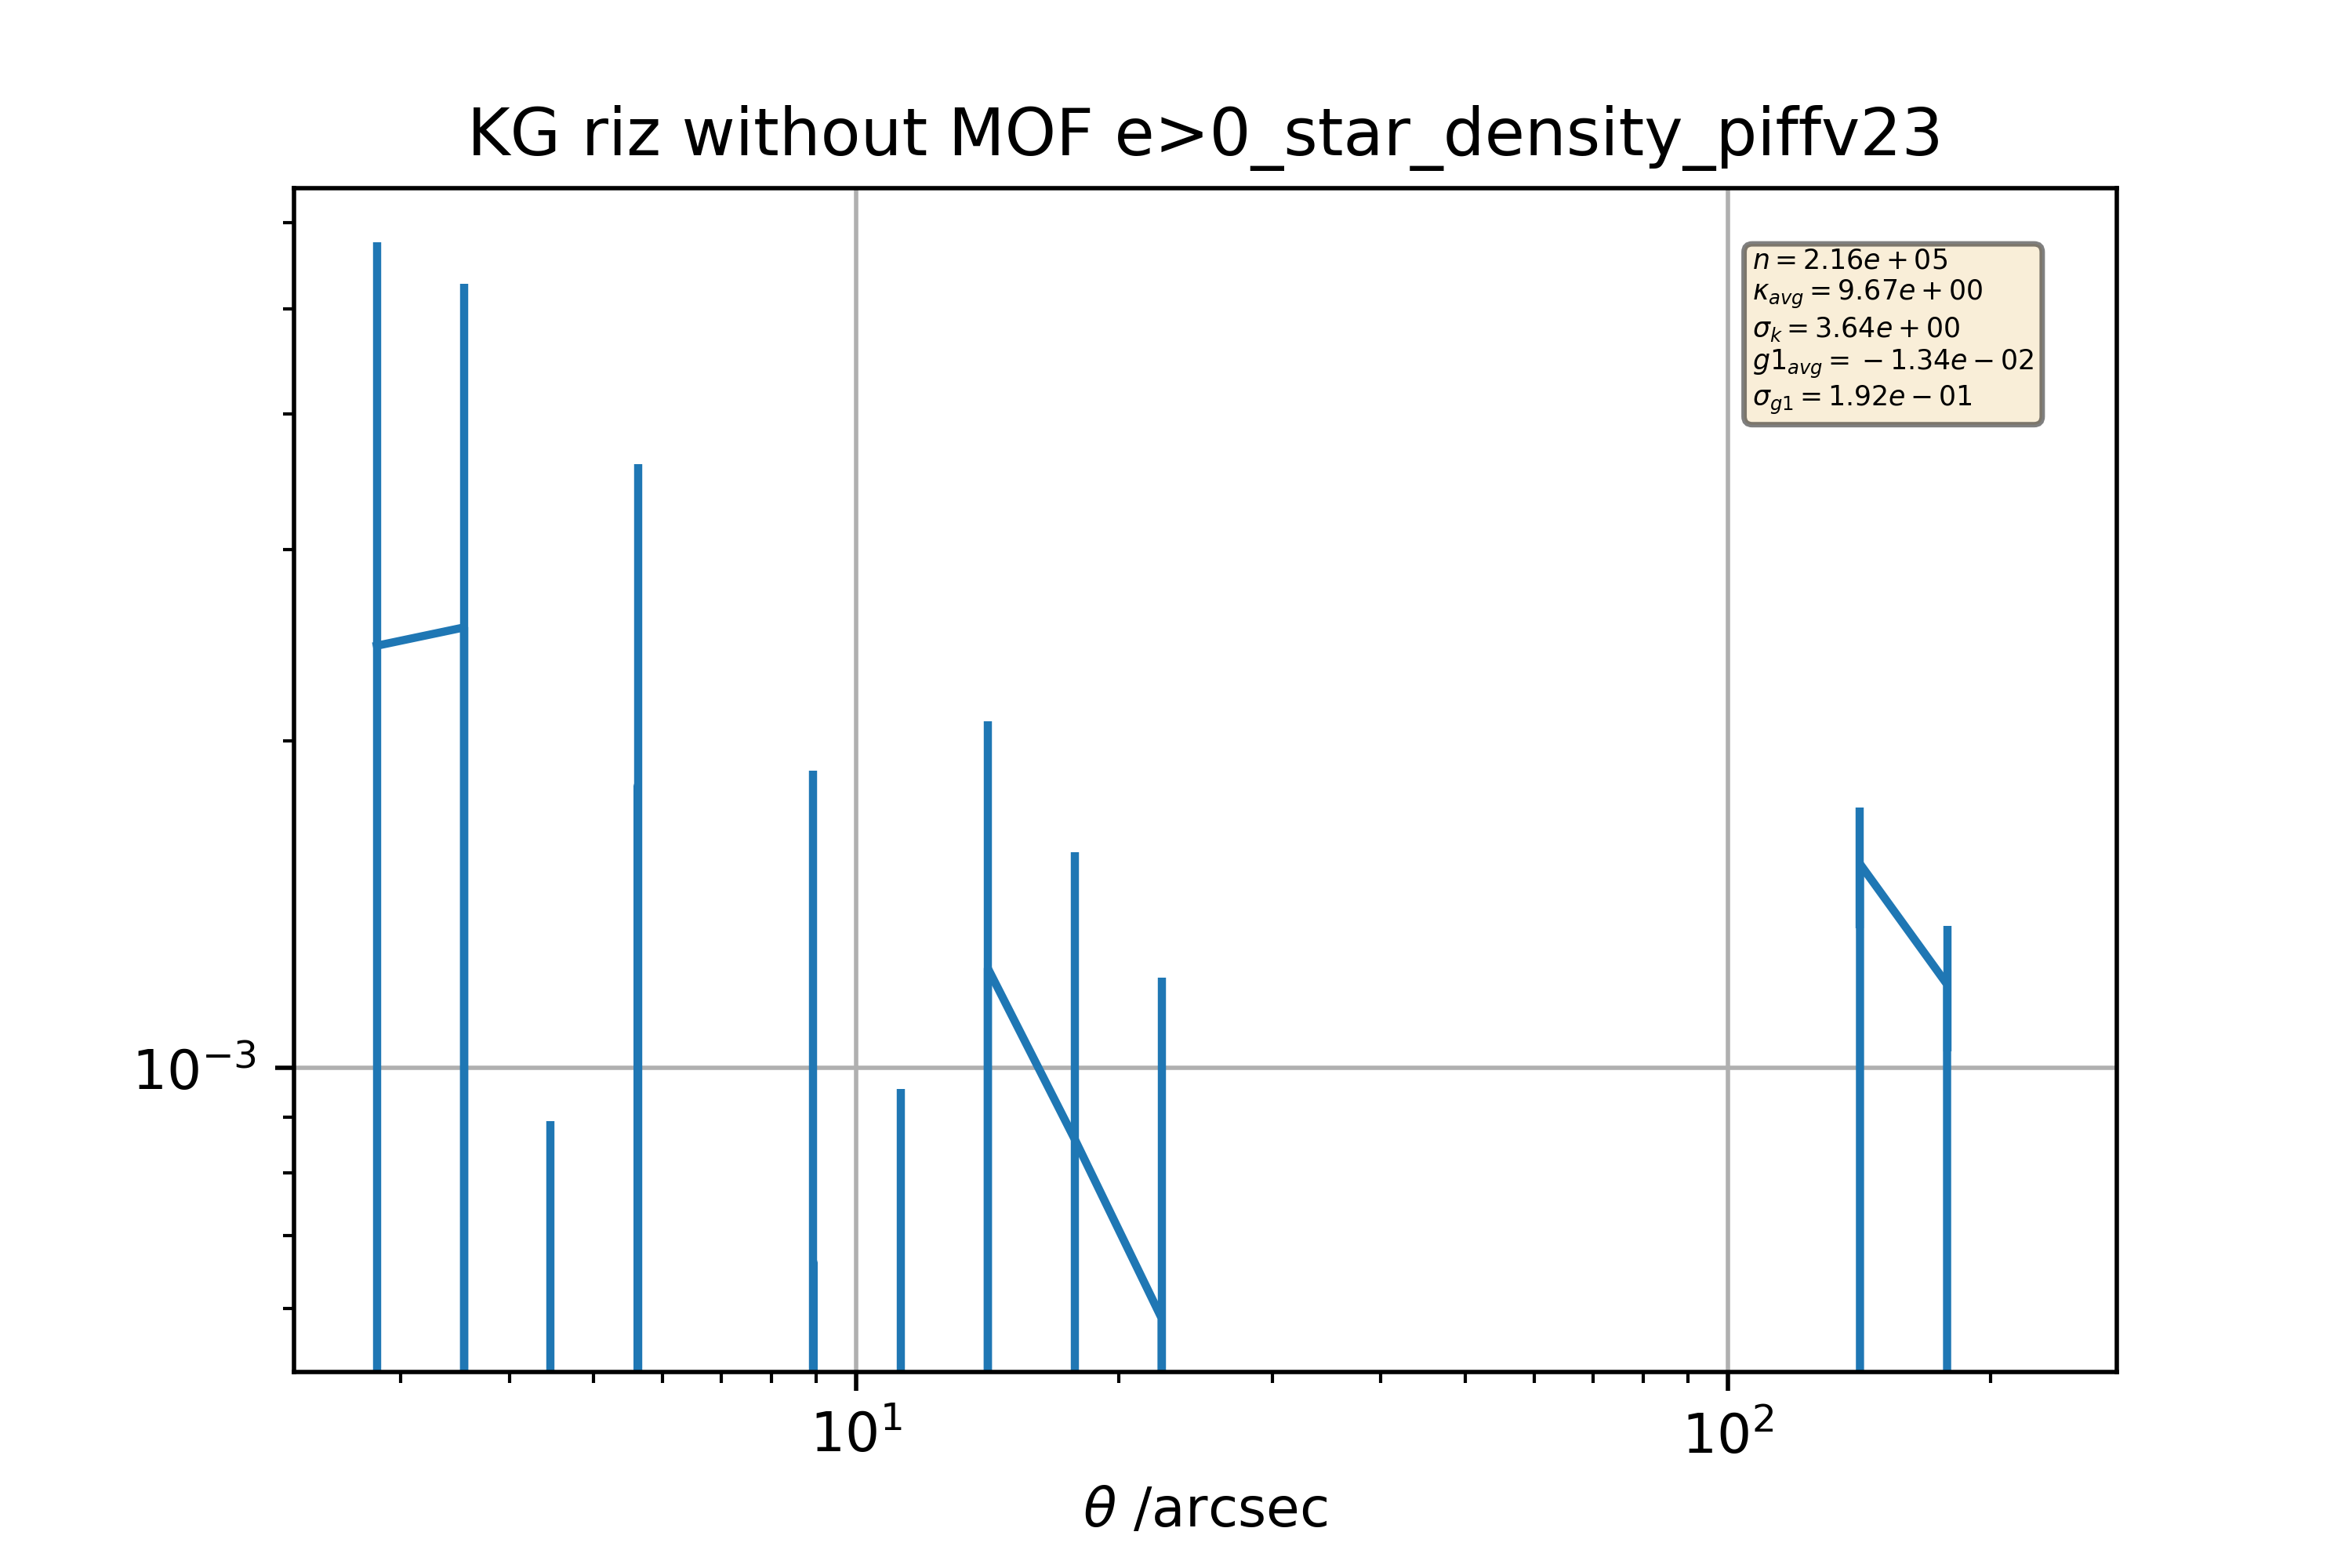 KG riz without MOF e>0_star_density_piffv23
n = 2.16e + 05
κavg = 9.67e + 00
σk = 3.64e + 00
g1avg = − 1.34e − 02
σg1 = 1.92e − 01
10⁻³
10¹ 10²
θ /arcsec